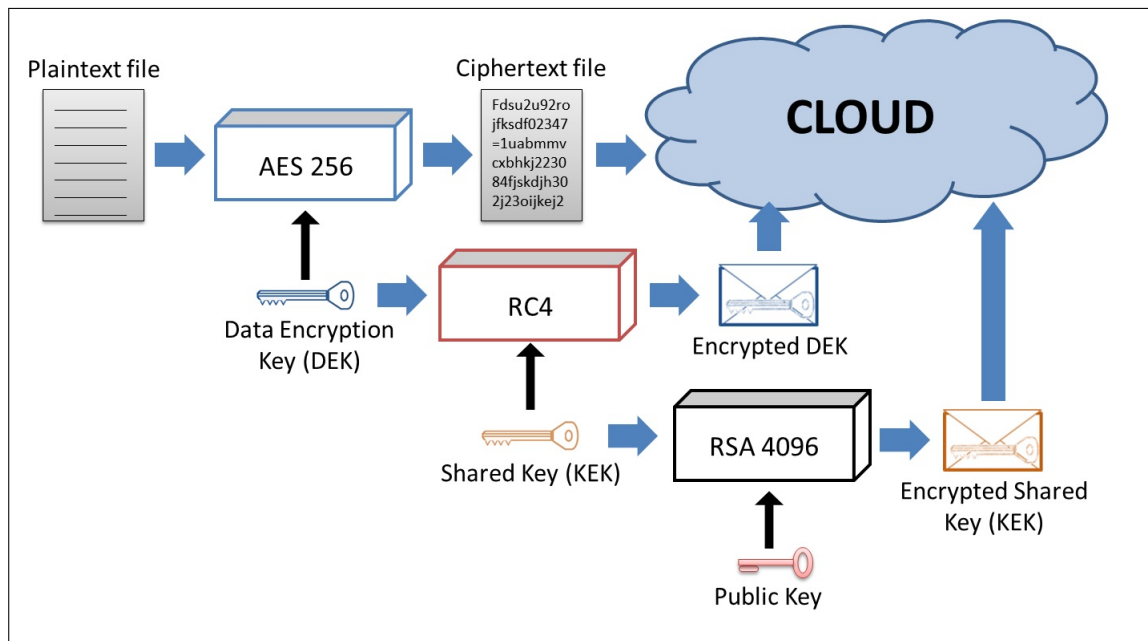 Plaintext file
Ciphertext file
Fdsu2u92ro
jfksdf02347
=1uabmmv
cxbhkj2230
84fjskdjh30
2j23oijkej2
CLOUD
AES 256
RC4
Data Encryption
Key (DEK)
Encrypted DEK
RSA 4096
Shared Key (KEK)
Encrypted Shared
Key (KEK)
Public Key